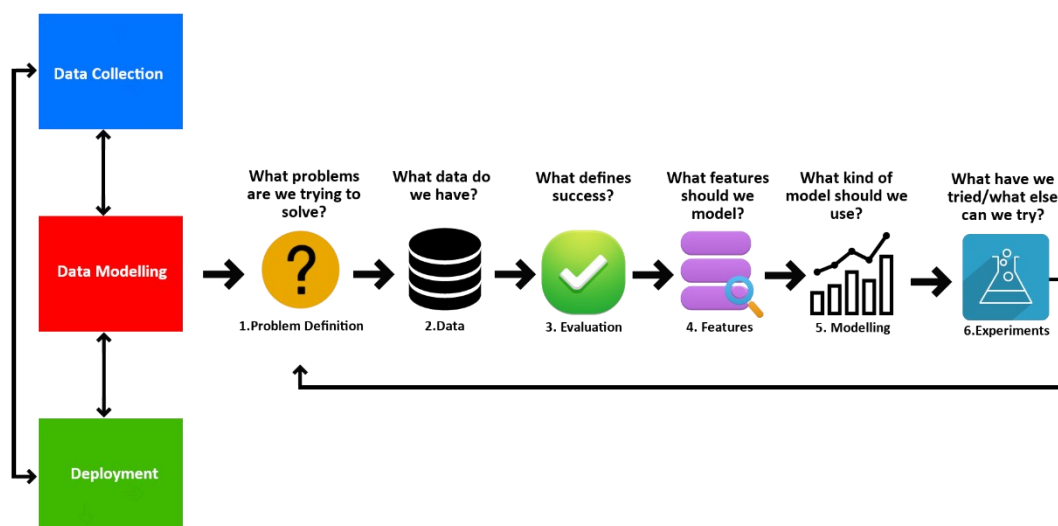 Data Collection
Data Modelling
Deployment
What problems
are we trying to
solve?
?
1.Problem Definition
What data do
we have?
2.Data
What defines
success?
3. Evaluation
What features
should we
model?
4. Features
What kind of
model should we
use?
5. Modelling
What have we
tried/what else
can we try?
6.Experiments